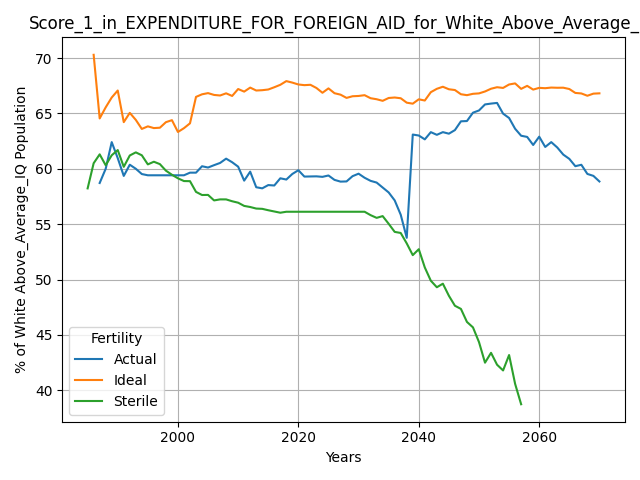 Score_1_in_EXPENDITURE_FOR_FOREIGN_AID_for_White_Above_Average_
% of White Above_Average_IQ Population
70
65
60
55
50
45
40
Fertility
Actual
Ideal
Sterile
2000
2020
2040
2060
Years